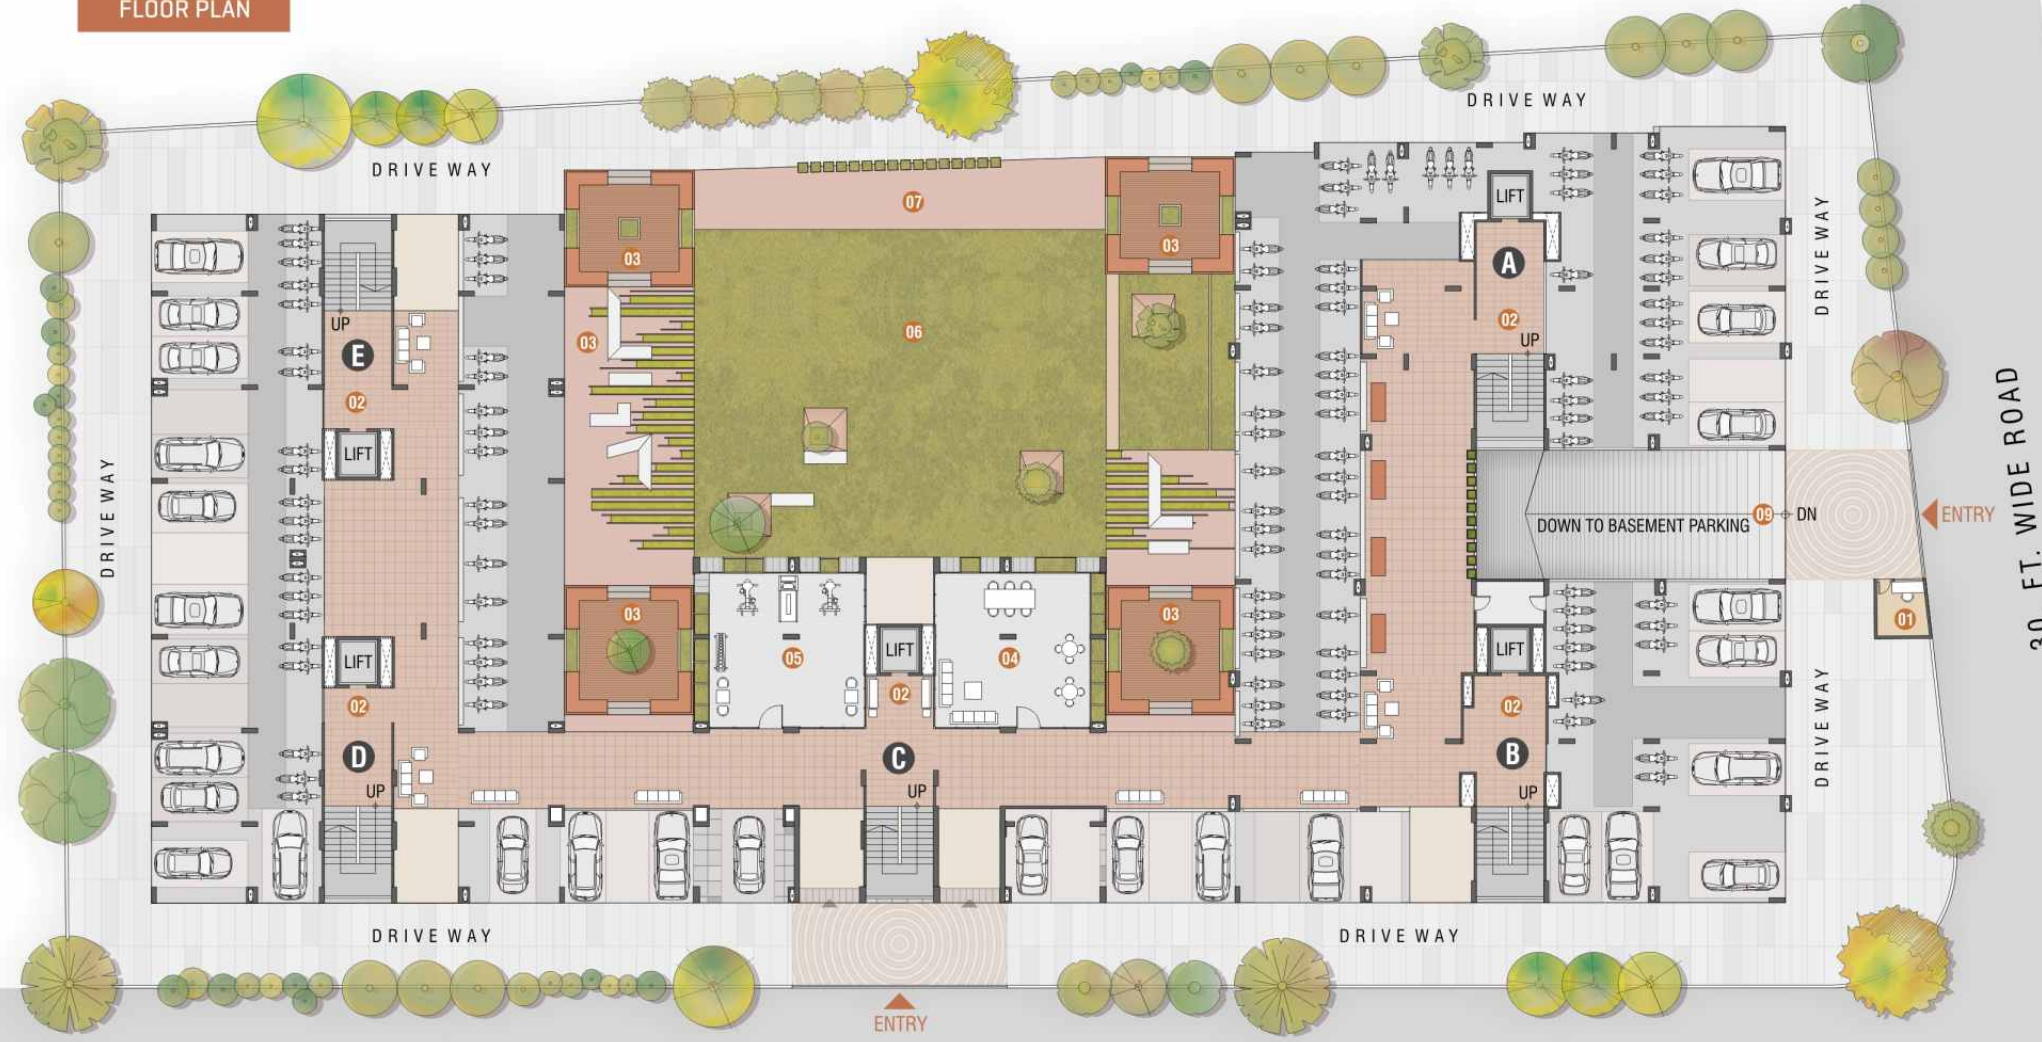 FLOOR PLAN
DRIVE WAY
DRIVE WAY
LIFT
07
03
03
DRIVE WAY
A
02
UP
UP
03
06
E
02
LIFT
DRIVE WAY
30 FT. WIDE ROAD
DOWN TO BASEMENT PARKING
09
DN
ENTRY
03
03
01
LIFT
02
05
LIFT
04
LIFT
02
02
DRIVE WAY
D
C
B
UP
UP
UP
DRIVE WAY
DRIVE WAY
ENTRY